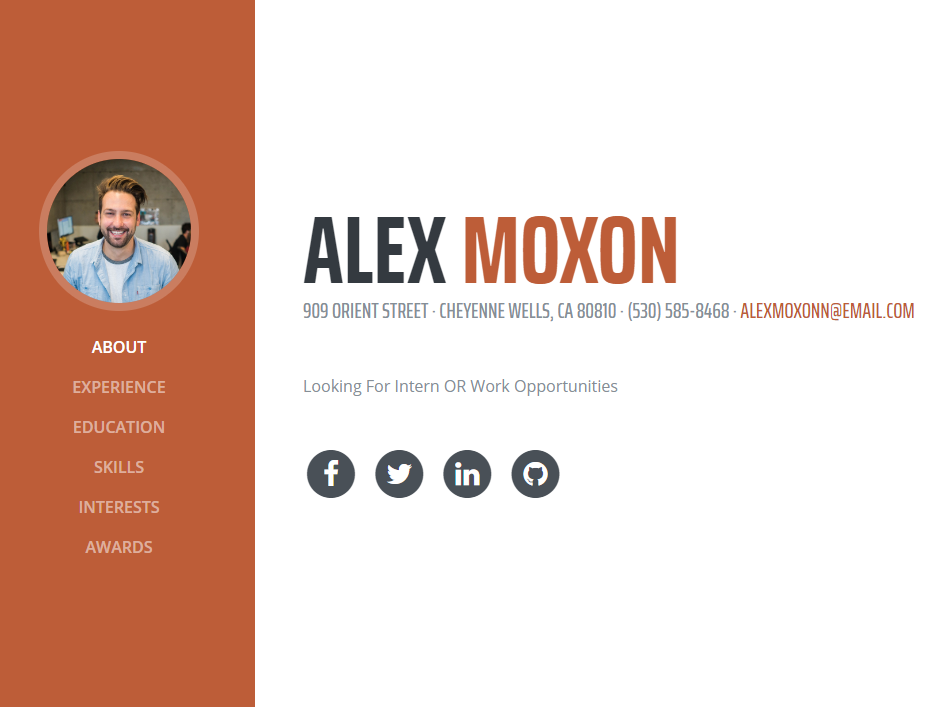 ABOUT
EXPERIENCE
EDUCATION
SKILLS
INTERESTS
AWARDS
ALEX MOXON
909 ORIENT STREET · CHEYENNE WELLS, CA 80810 · (530) 585-8468 · ALEXMOXONN@EMAIL.COM
Looking For Intern OR Work Opportunities